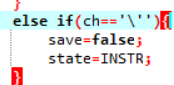 }
else if(ch=='\''){
save=false;
state=INSTR;
}